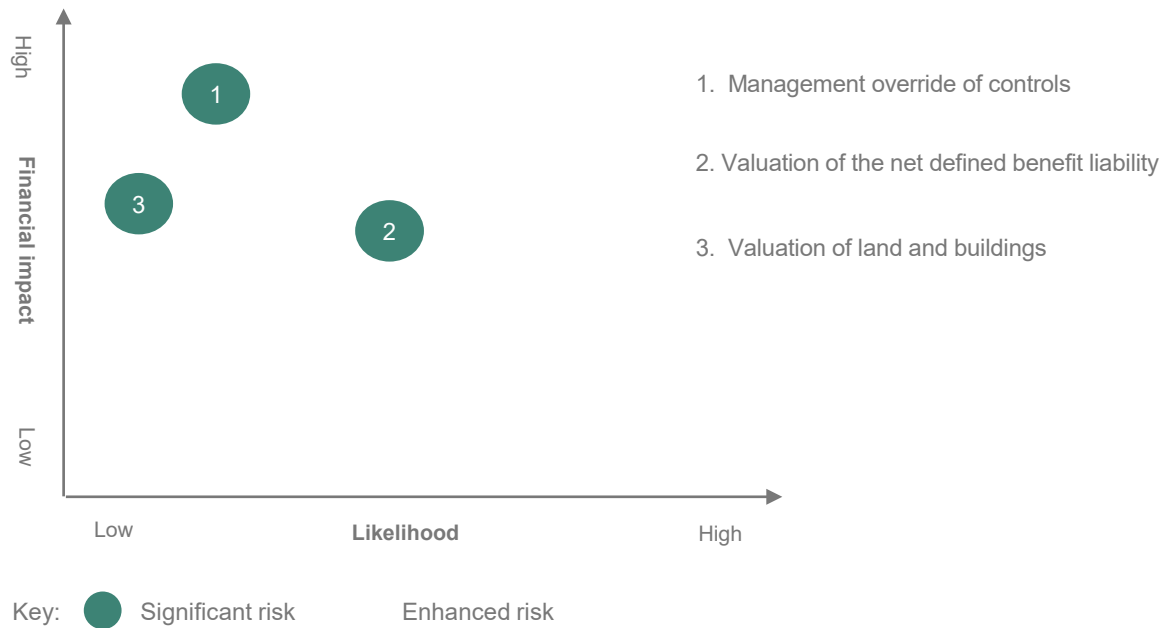 High
Financial impact
Low
1
3
2
1. Management override of controls
2. Valuation of the net defined benefit liability
3. Valuation of land and buildings
Low
Likelihood
High
Key:
Significant risk
Enhanced risk